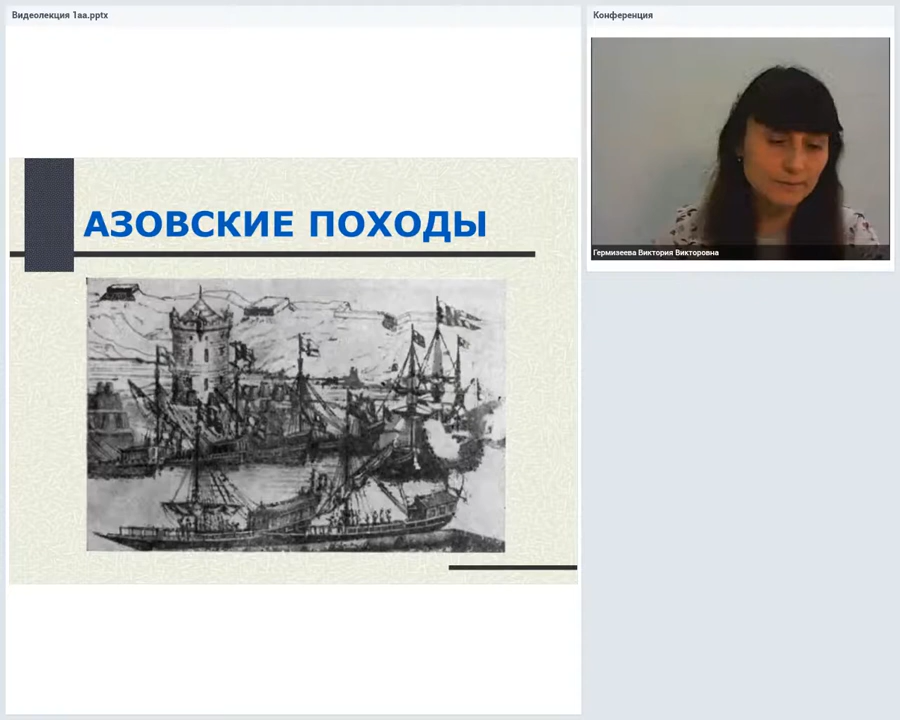 Видеолекция 1аа.pptx
Конференция
АЗОВСКИЕ ПОХОДЫ
Гермизеева Виктория Викторовна